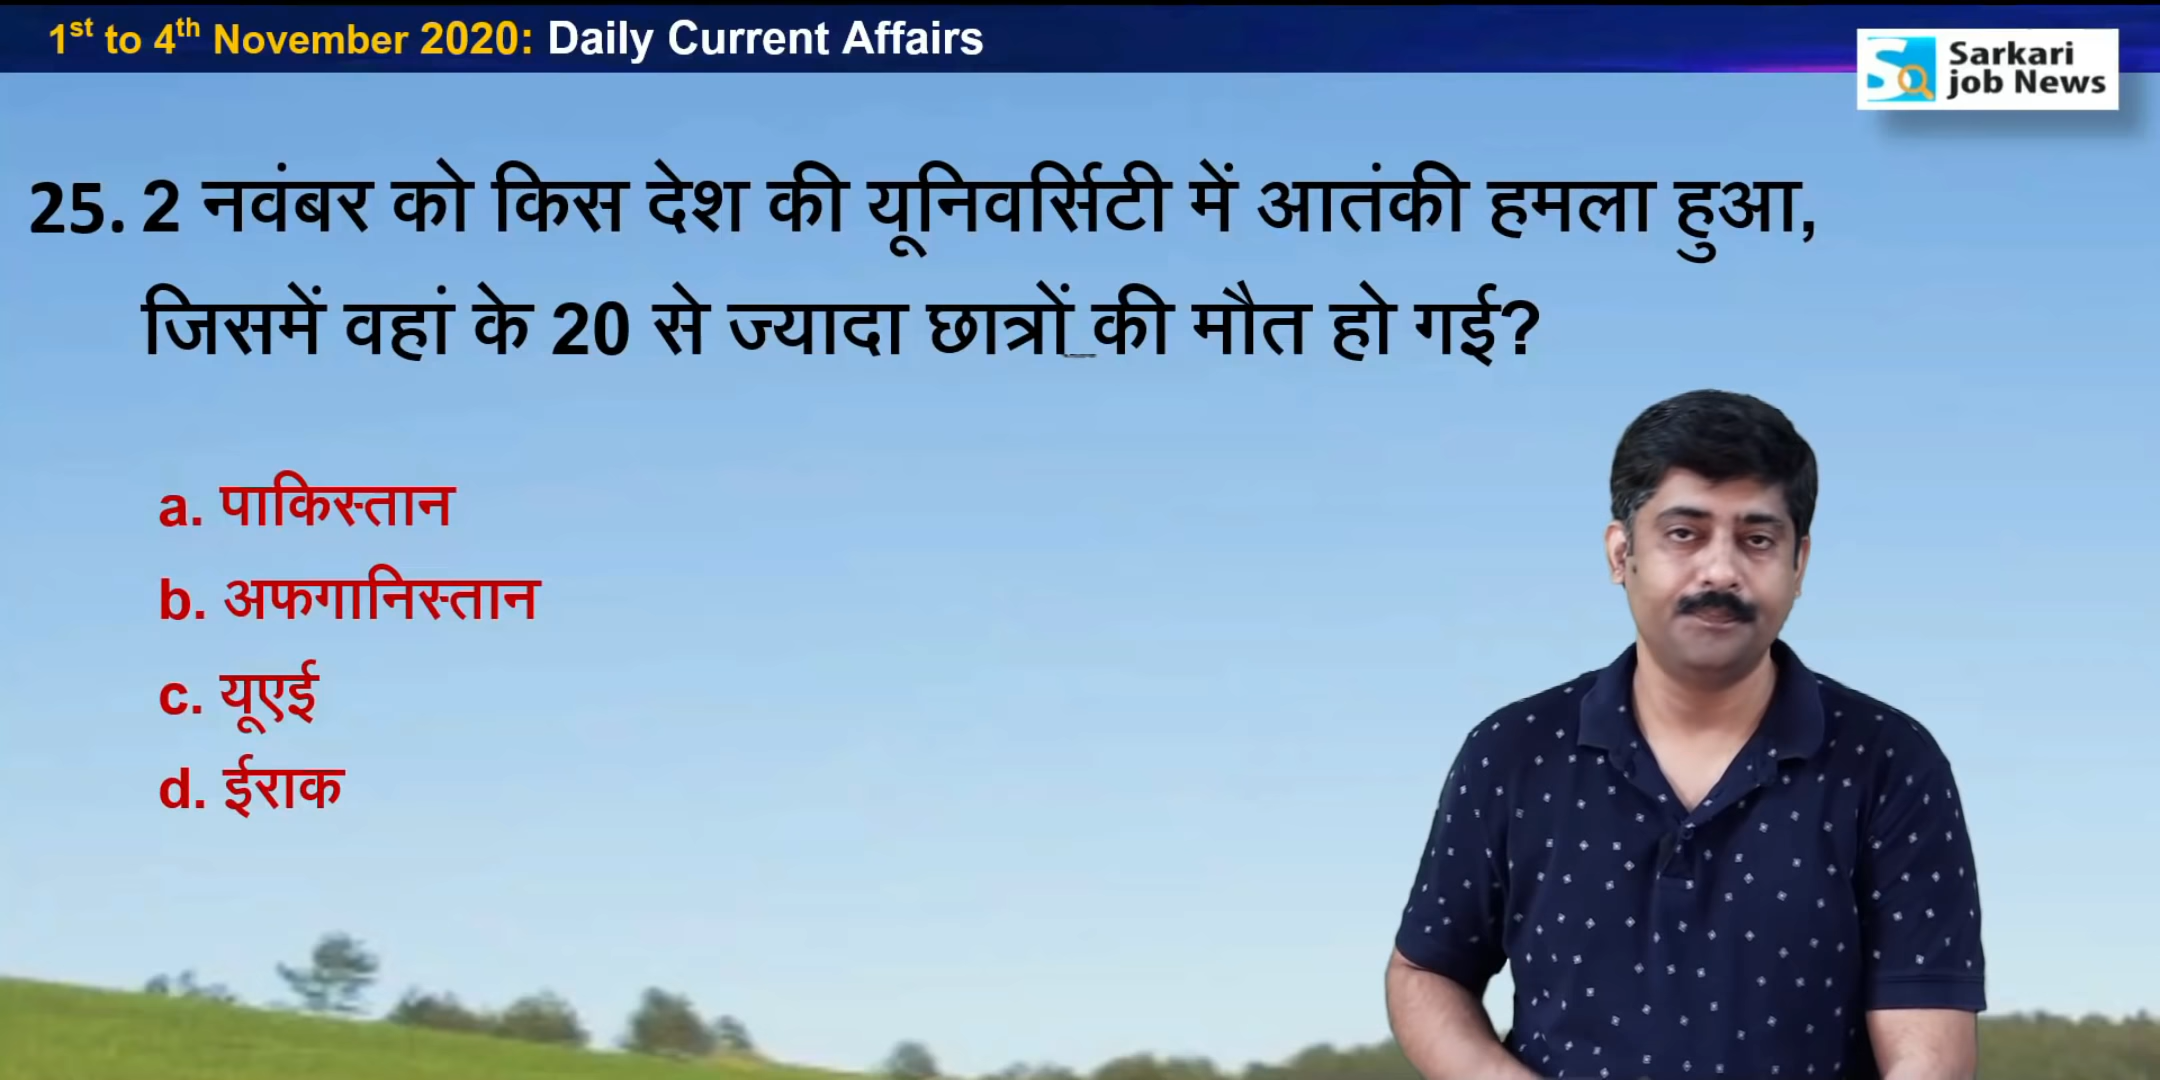 1st to 4th November 2020: Daily Current Affairs
Sarkari
job News
25. 2 नवंबर को किस देश की यूनिवर्सिटी में आतंकी हमला हुआ,
जिसमें वहां के 20 से ज्यादा छात्रों की मौत हो गई?
a. पाकिस्तान
b. अफगानिस्तान
c. यूएई
d. ईराक